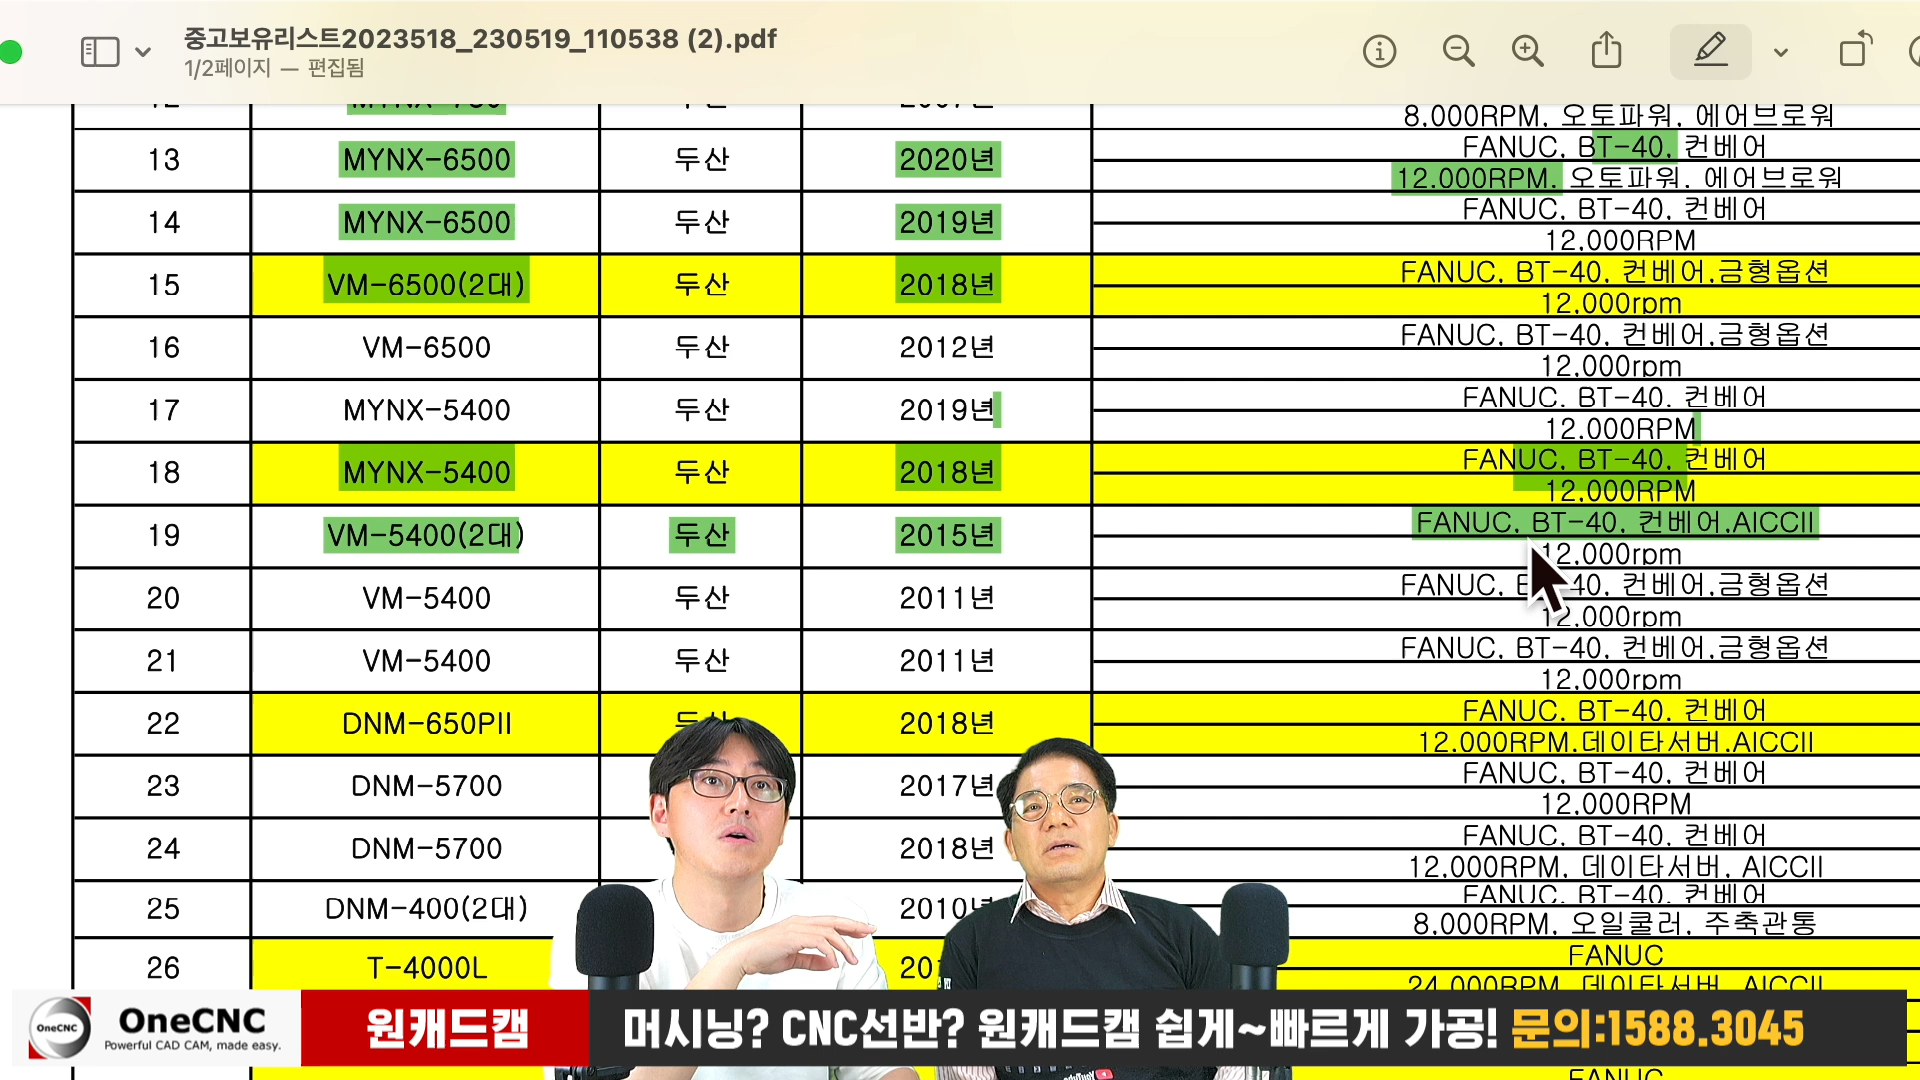 중고보유리스트2023518_230519_110538 (2).pdf
1/2페이지 — 편집됨
8,000RPM, 오토파워, 에어브로워
13 MYNX-6500 두산 2020년 FANUC, BT-40, 컨베어
12,000RPM, 오토파워, 에어브로워
14 MYNX-6500 두산 2019년 FANUC, BT-40, 컨베어
12,000RPM
15 VM-6500(2대) 두산 2018년 FANUC, BT-40, 컨베어,금형옵션
12,000rpm
16 VM-6500 두산 2012년 FANUC, BT-40, 컨베어,금형옵션
12,000rpm
17 MYNX-5400 두산 2019년 FANUC, BT-40, 컨베어
12,000RPM
18 MYNX-5400 두산 2018년 FANUC, BT-40, 컨베어
12,000RPM
19 VM-5400(2대) 두산 2015년 FANUC, BT-40, 컨베어,AICCII
12,000rpm
20 VM-5400 두산 2011년 FANUC, BT-40, 컨베어,금형옵션
12,000rpm
21 VM-5400 두산 2011년 FANUC, BT-40, 컨베어,금형옵션
12,000rpm
22 DNM-650PII 두산 2018년 FANUC, BT-40, 컨베어
12,000RPM,데이타서버,AICCII
23 DNM-5700 2017년 FANUC, BT-40, 컨베어
12,000RPM
24 DNM-5700 2018년 FANUC, BT-40, 컨베어
12,000RPM, 데이타서버, AICCII
25 DNM-400(2대) 2010년 FANUC, BT-40, 컨베어
8,000RPM, 오일쿨러, 주축관통
26 T-4000L 20 FANUC
24,000RPM, 데이타서버, AICCII
OneCNC
OneCNC
Powerful CAD CAM, made easy.
원캐드캠
머시닝? CNC선반? 원캐드캠 쉽게~빠르게 가공! 문의:1588.3045
FANUC